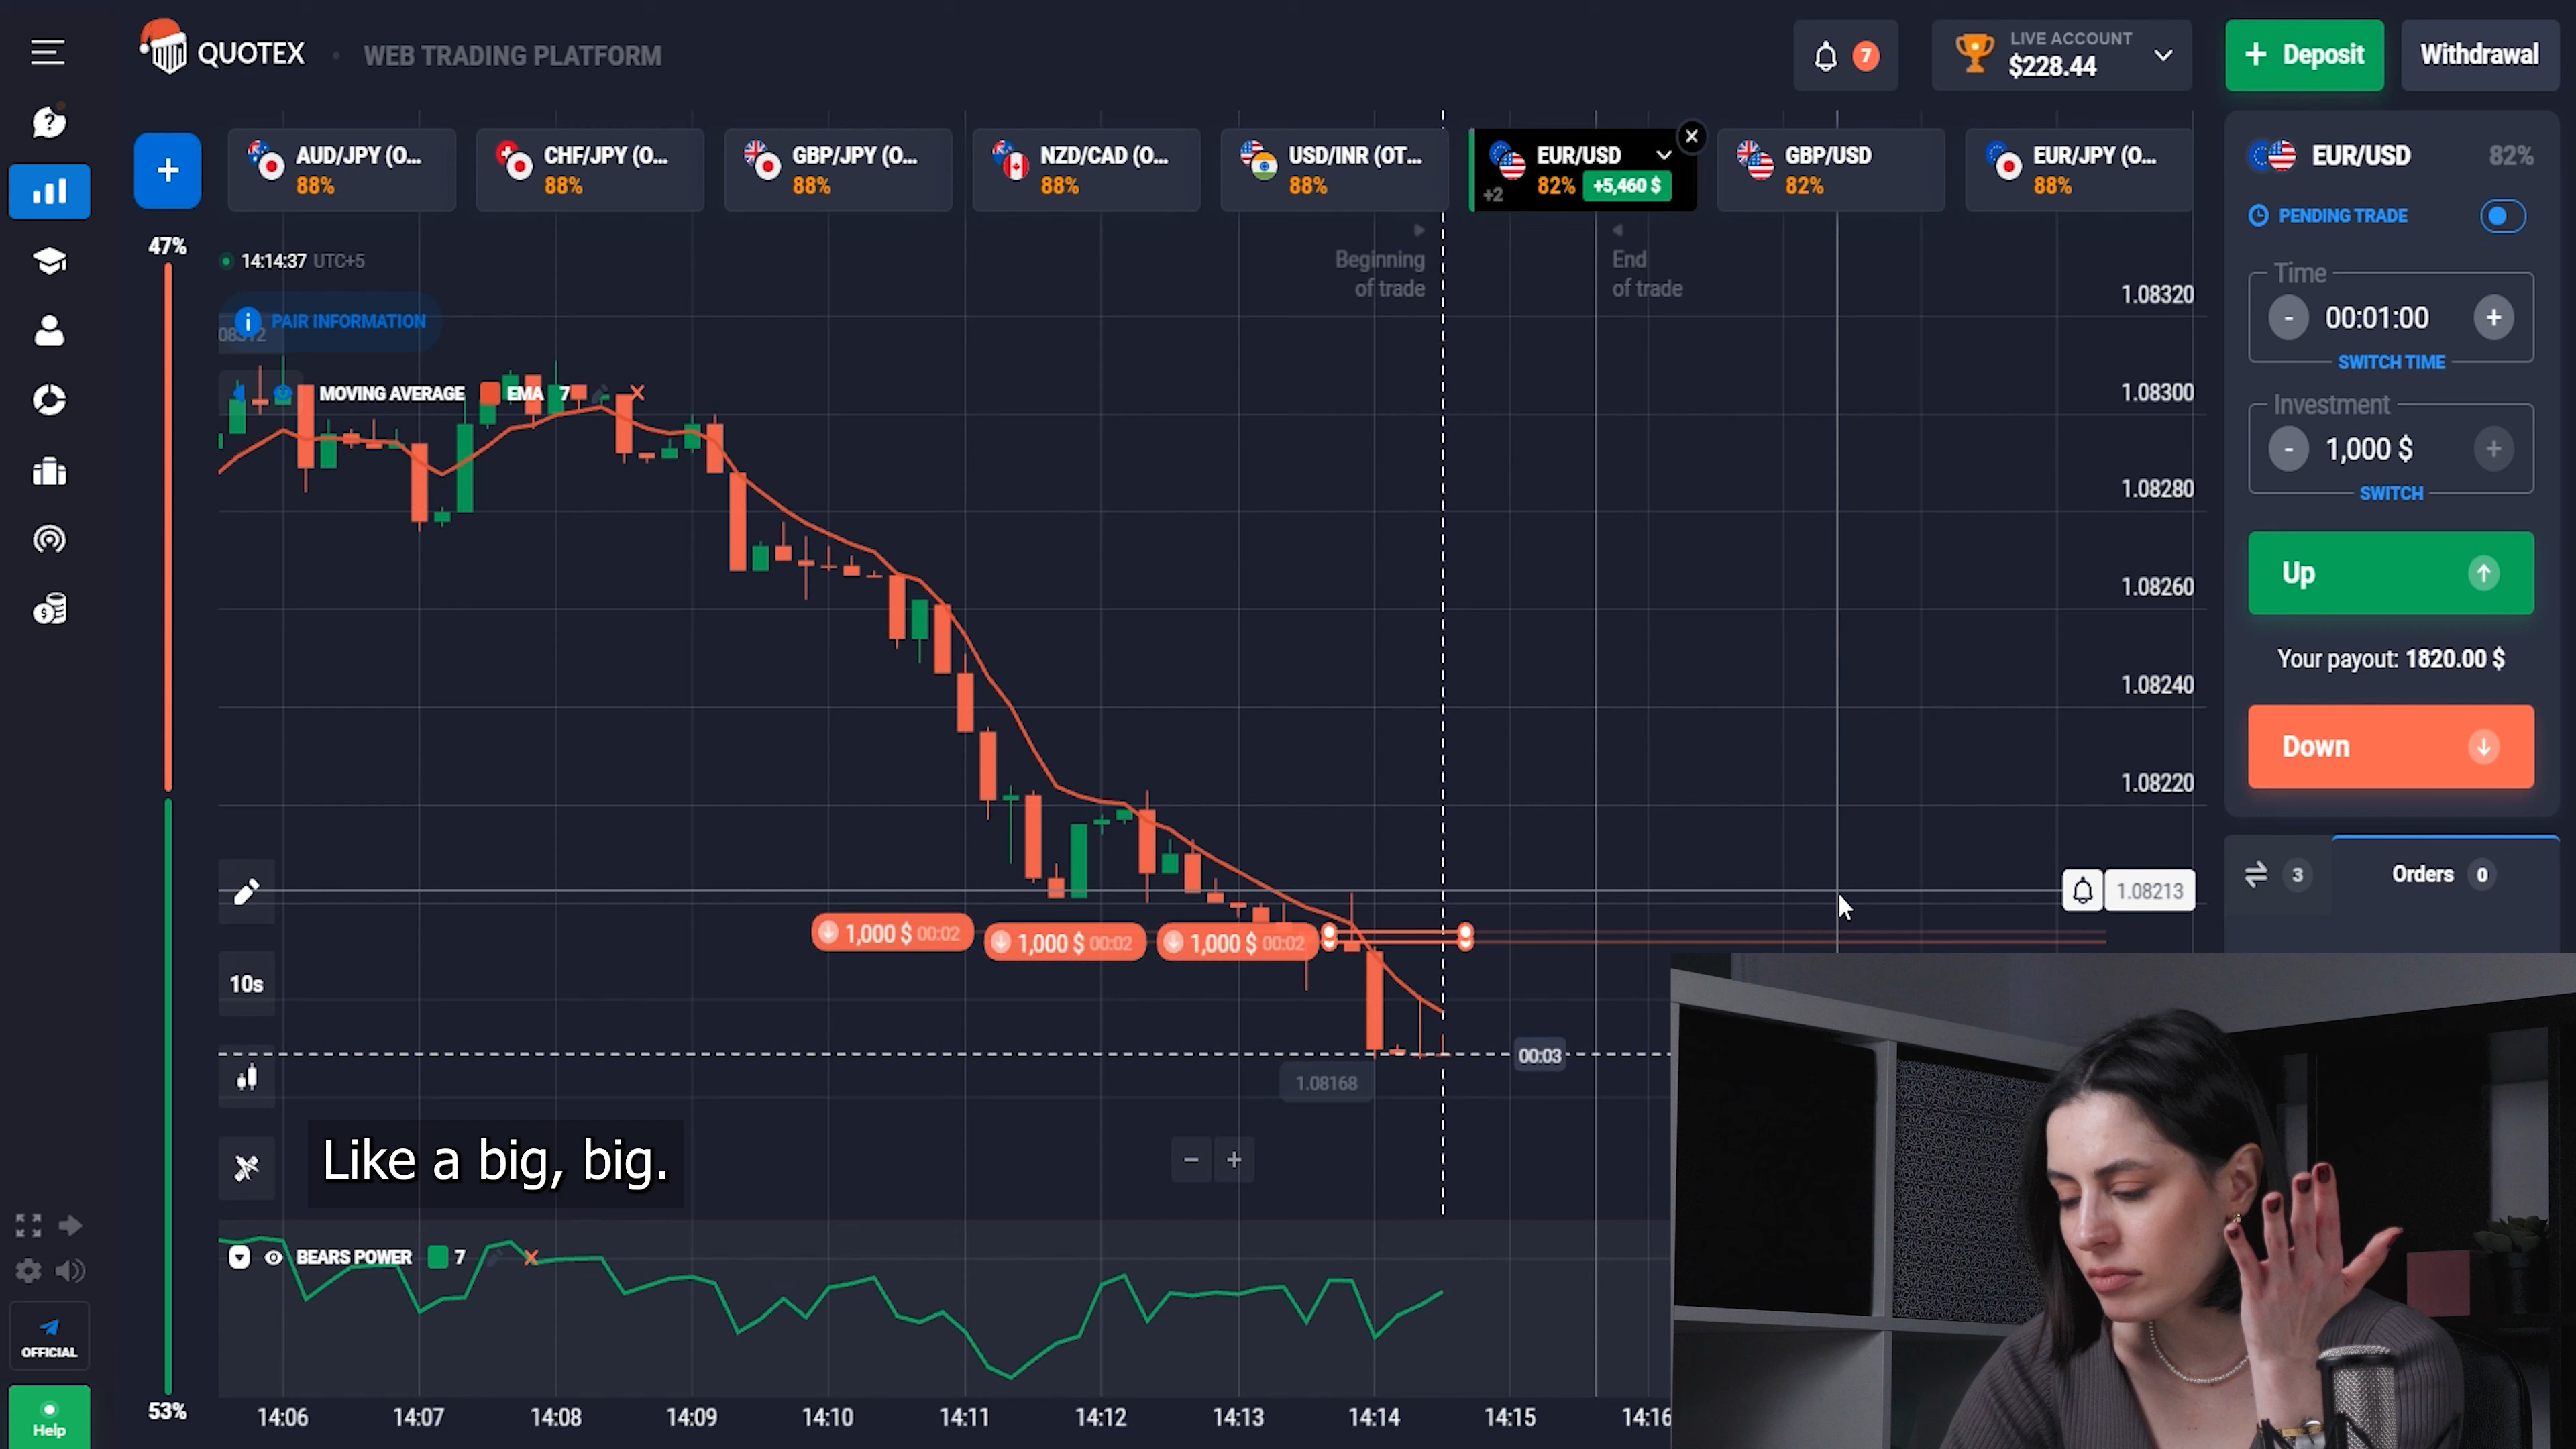 QUOTEX
WEB TRADING PLATFORM
7
LIVE ACCOUNT
$228.44
+ Deposit
Withdrawal
+
AUD/JPY (O...
88%
CHF/JPY (O...
88%
GBP/JPY (O...
88%
NZD/CAD (O...
88%
USD/INR (OT...
88%
EUR/USD
+2 82% +5,460 $
GBP/USD
82%
EUR/JPY (O...
88%
EUR/USD 82%
PENDING TRADE
Time
- 00:01:00 +
SWITCH TIME
Investment
- 1,000 $ +
SWITCH
Up
Your payout: 1820.00 $
Down
3
Orders 0
47%
14:14:37 UTC+5
Beginning
of trade
End
of trade
PAIR INFORMATION
MOVING AVERAGE EMA 7
1.08320
1.08300
1.08280
1.08260
1.08240
1.08220
1.08213
1,000 $ 00:02
1,000 $ 00:02
1,000 $ 00:02
10s
00:03
1.08168
Like a big, big.
- +
BEARS POWER 7
OFFICIAL
Help
53%
14:06 14:07 14:08 14:09 14:10 14:11 14:12 14:13 14:14 14:15 14:16